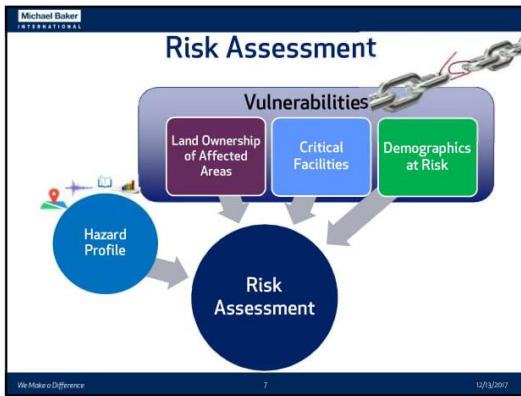 Michael Baker
INTERNATIONAL
Risk Assessment
Vulnerabilities
Land Ownership
of Affected
Areas
Critical
Facilities
Demographics
at Risk
Hazard
Profile
Risk
Assessment
We Make a Difference
7
12/13/2017